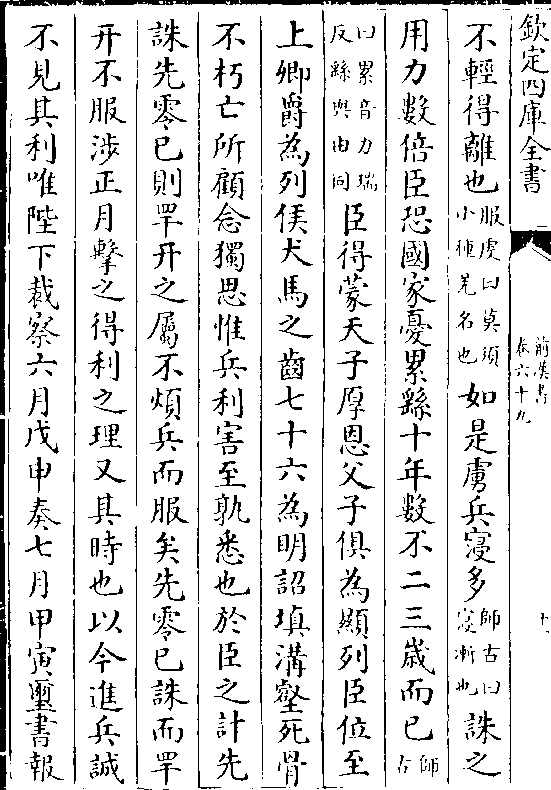 欽定四庫全書
前漢書
卷六十九
不輕得離也服虔曰莫須小種羌名也如是虜兵寖多師古曰寖漸也誅之
用力數倍臣恐國家憂累繇十年數不二三歲而已師古
曰累音力瑞反繇與由同臣得蒙天子厚恩父子俱為顯列臣位至
上卿爵為列侯犬馬之齒七十六為明詔填溝壑死骨
不朽亡所顧念獨思惟兵利害至孰悉也於臣之計先
誅先零已則罕幵之屬不煩兵而服矣先零已誅而罕
幵不服涉正月擊之得利之理又其時也以今進兵誠
不見其利唯陛下裁察六月戊申奏七月甲寅璽書報